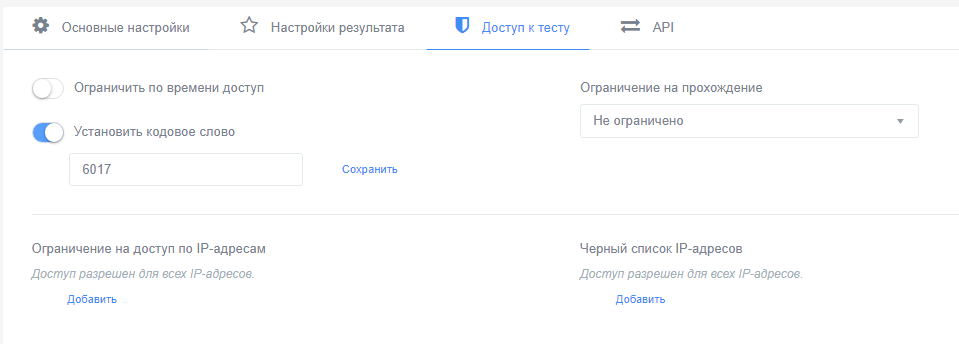 Основные настройки
Настройки результата
Доступ к тесту
API
Ограничить по времени доступ
Ограничение на прохождение
Не ограничено
Установить кодовое слово
6017
Сохранить
Ограничение на доступ по IP-адресам
Черный список IP-адресов
Доступ разрешен для всех IP-адресов.
Доступ разрешен для всех IP-адресов.
Добавить
Добавить